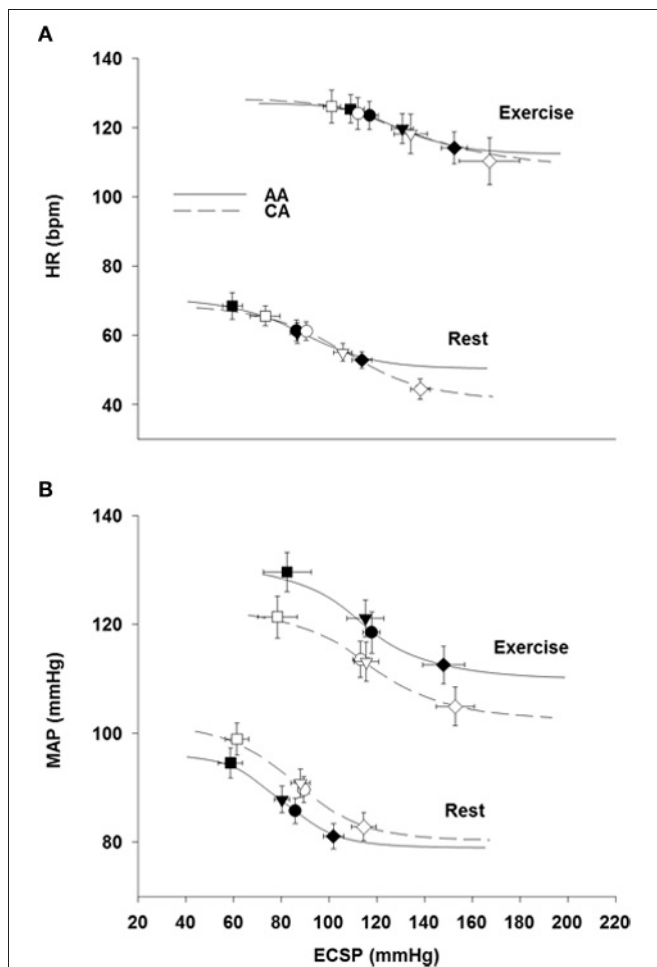 A
140
120
100
80
60
40
HR (bpm)
Exercise
AA
CA
Rest
B
140
120
100
80
MAP (mmHg)
Exercise
Rest
20 40 60 80 100 120 140 160 180 200 220
ECSP (mmHg)